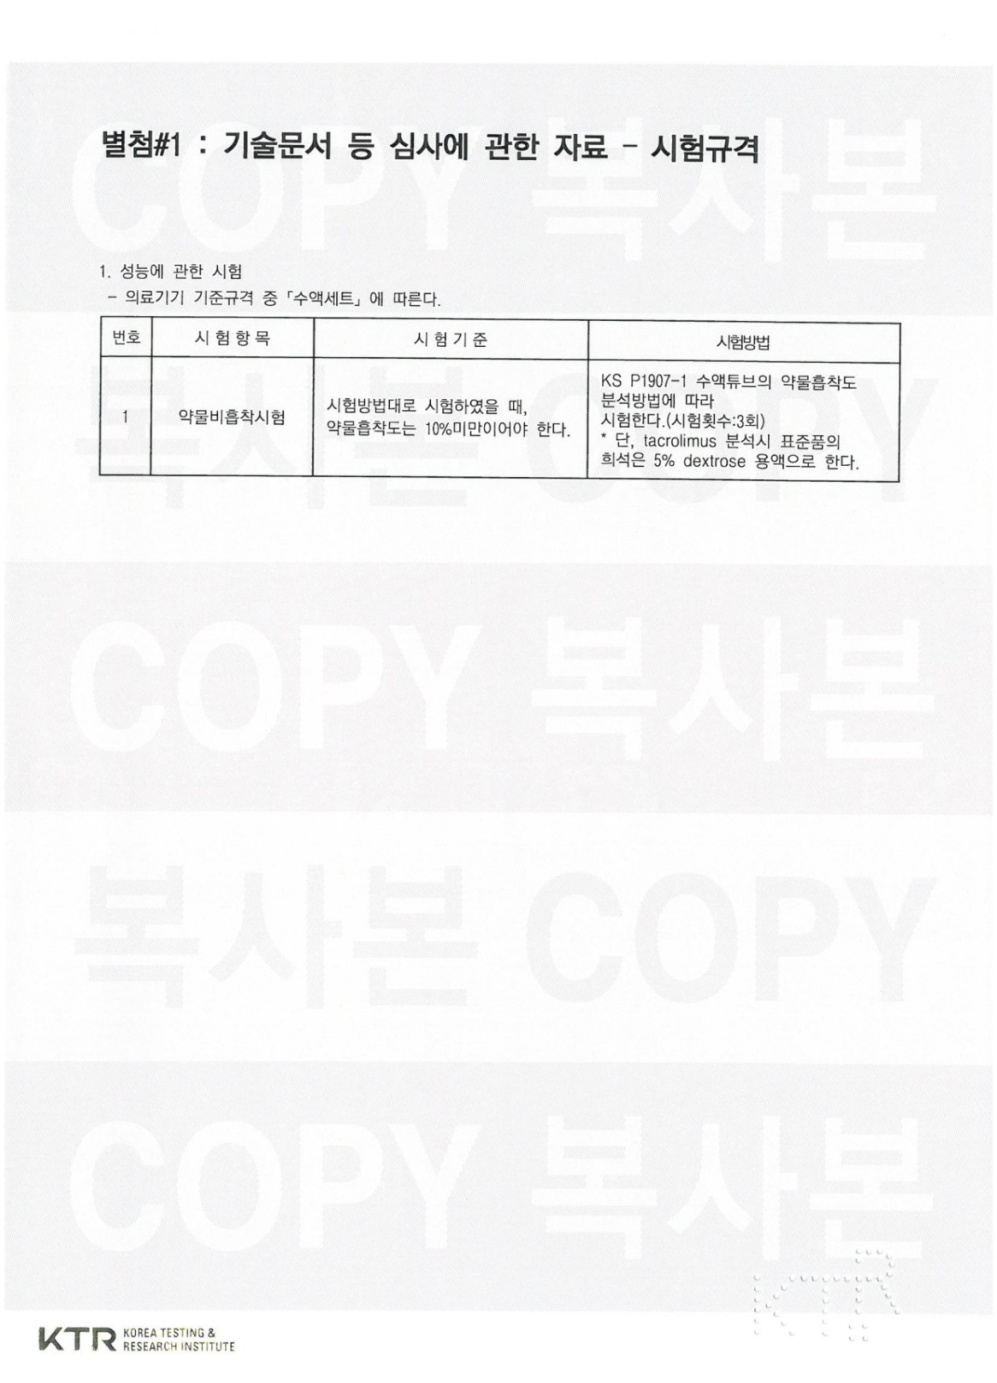 별첨#1 : 기술문서 등 심사에 관한 자료 - 시험규격
1. 성능에 관한 시험
- 의료기기 기준규격 중 「수액세트」에 따른다.
번호 시험항목 시험기준 시험방법
1 약물비흡착시험
시험방법대로 시험하였을 때,
약물흡착도는 10%미만이어야 한다.
KS P1907-1 수액튜브의 약물흡착도
분석방법에 따라
시험한다.(시험횟수:3회)
* 단, tacrolimus 분석시 표준품의
희석은 5% dextrose 용액으로 한다.
COPY 복사본
복사본 COPY
COPY 복사본
복사본 COPY
COPY 복사본
KTR
KTR KOREA TESTING &
RESEARCH INSTITUTE